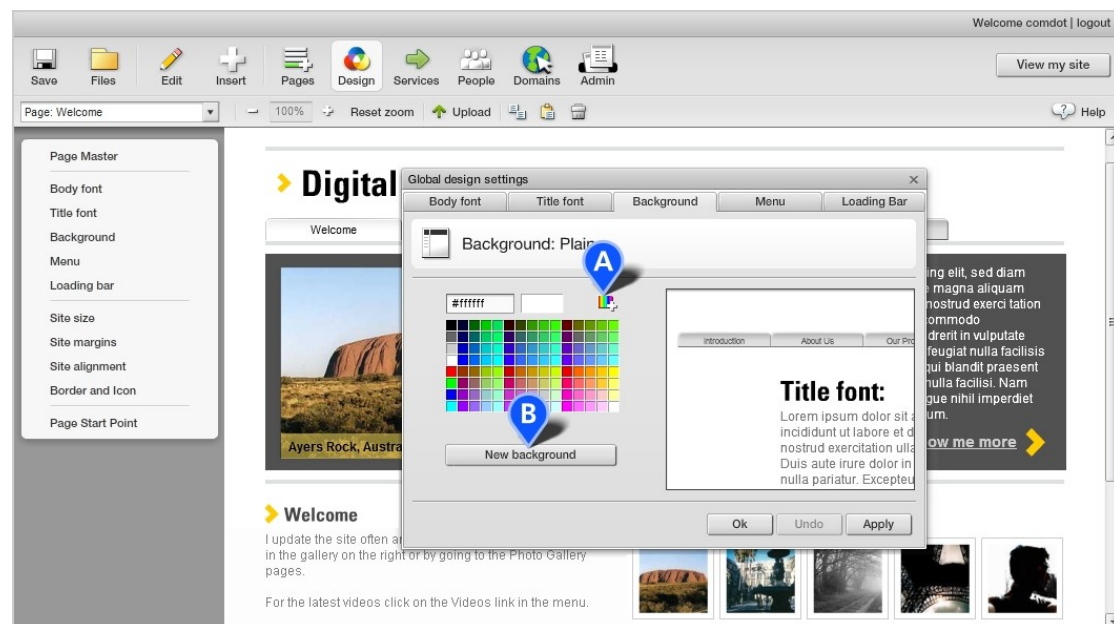 Welcome comdot | logout
Save
Files
Edit
Insert
Pages
Design
Services
People
Domains
Admin
View my site
Page: Welcome
100%
Reset zoom
Upload
Help
Page Master
Body font
Title font
Background
Menu
Loading bar
Site size
Site margins
Site alignment
Border and Icon
Page Start Point
Digital
Welcome
Ayers Rock, Austra
Global design settings
Body font
Title font
Background
Menu
Loading Bar
Background: Plain
A
#ffffff
B
New background
Introduction
About Us
Our Pro
Title font:
Lorem ipsum dolor sit a
incididunt ut labore et d
nostrud exercitation ulla
Duis aute irure dolor in
nulla pariatur. Excepteu
Ok
Undo
Apply
ing elit, sed diam
magna aliquam
nostrud exerci tation
ommodo
drerit in vulputate
feugiat nulla facilisis
qui blandit praesent
nulla facilisi. Nam
gue nihil imperdiet
um.
ow me more
Welcome
I update the site often a
in the gallery on the right or by going to the Photo Gallery
pages.
For the latest videos click on the Videos link in the menu.